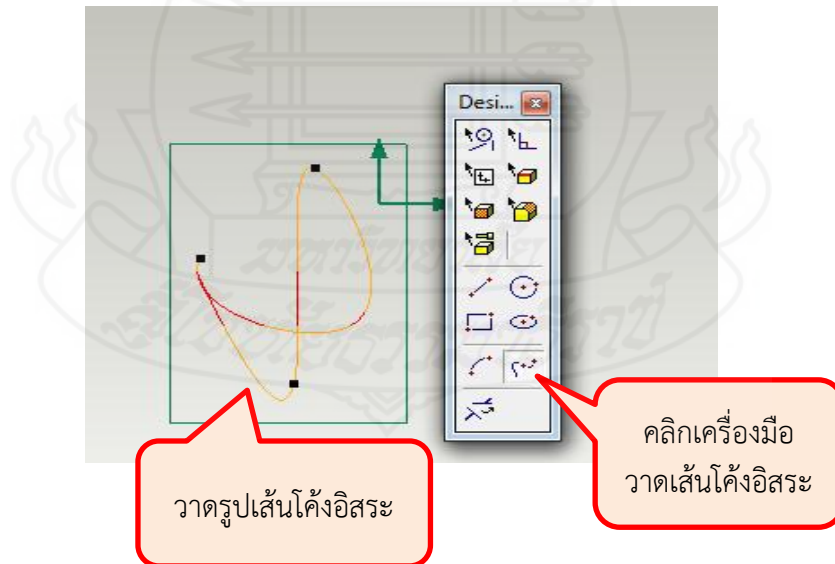 Desi...
คลิกเครื่องมือ
วาดเส้นโค้งอิสระ
วาดรูปเส้นโค้งอิสระ